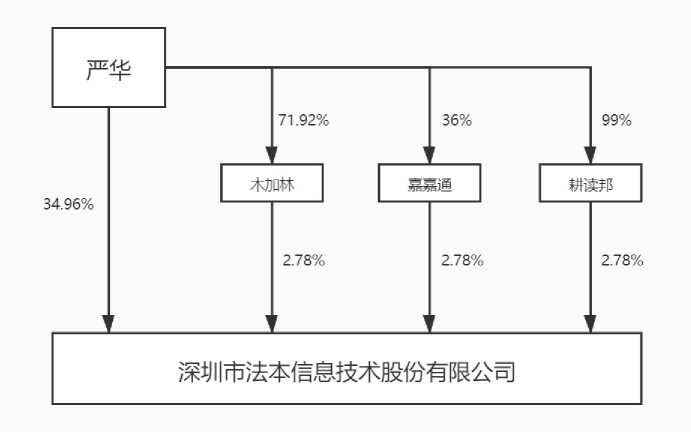 严华
71.92%
36%
99%
木加林
嘉嘉通
耕读邦
34.96%
2.78%
2.78%
2.78%
深圳市法本信息技术股份有限公司